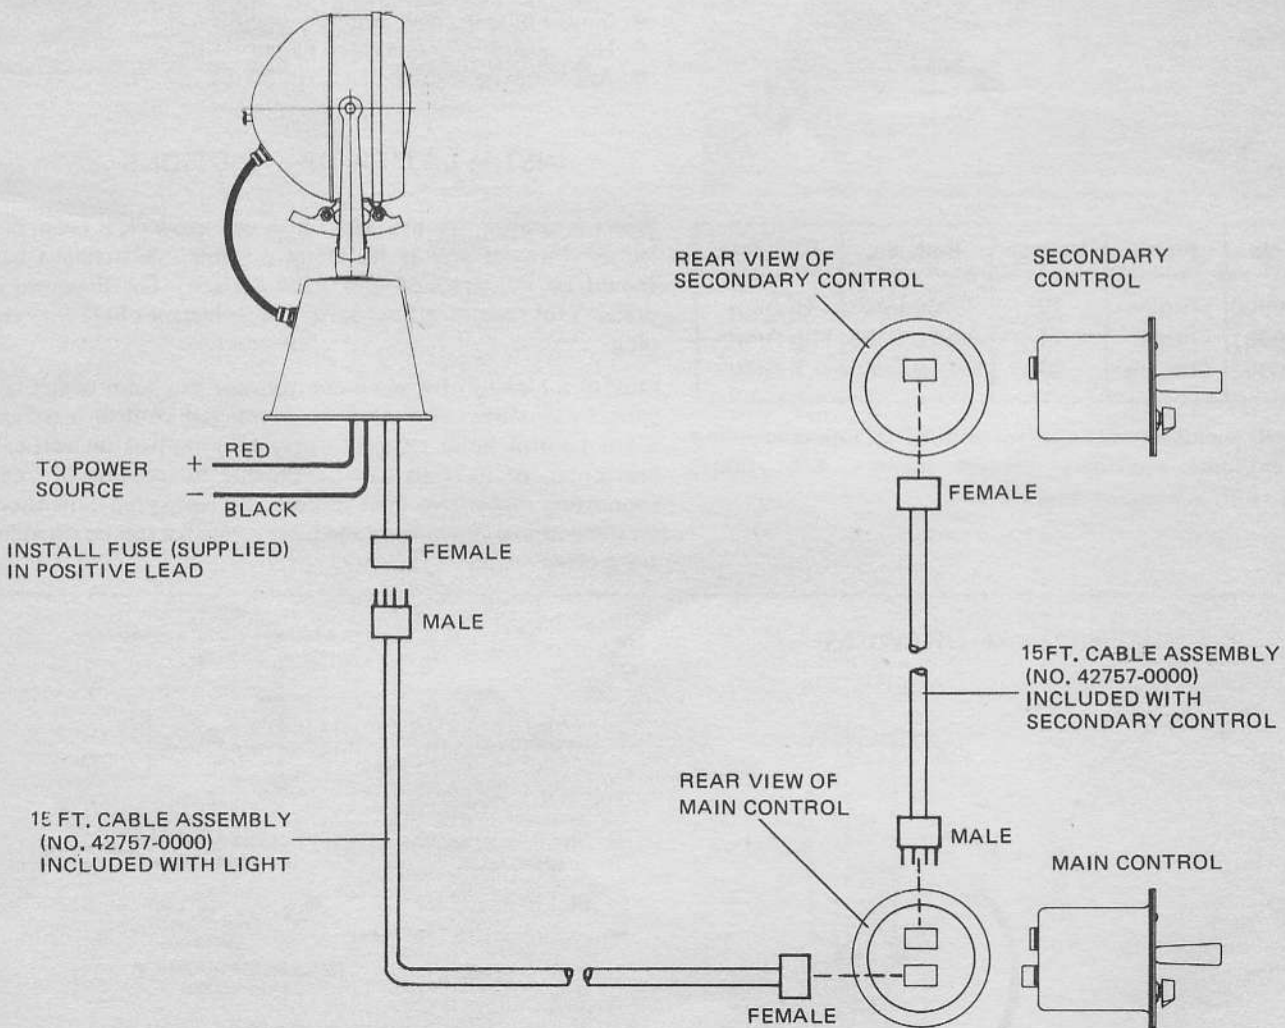 REAR VIEW OF
SECONDARY CONTROL
SECONDARY
CONTROL
TO POWER
SOURCE
+
RED
−
BLACK
INSTALL FUSE (SUPPLIED)
IN POSITIVE LEAD
FEMALE
MALE
FEMALE
15 FT. CABLE ASSEMBLY
(NO. 42757-0000)
INCLUDED WITH
SECONDARY CONTROL
REAR VIEW OF
MAIN CONTROL
15 FT. CABLE ASSEMBLY
(NO. 42757-0000)
INCLUDED WITH LIGHT
MALE
MAIN CONTROL
FEMALE